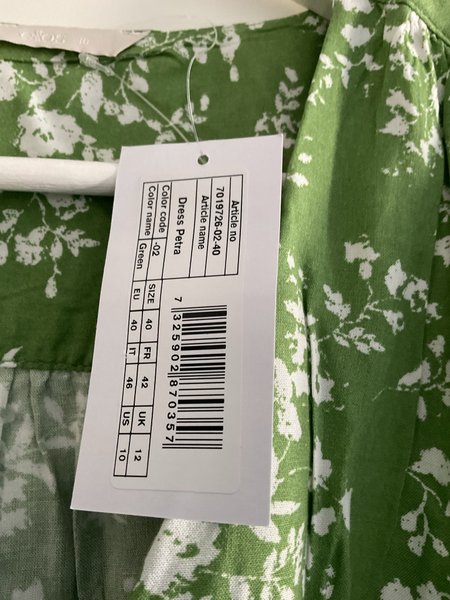 Article no
7019726-02-40
Article name
Dress Petra
Color code -02
Color name Green
SIZE 40 FR 42 UK 12
EU 40 IT 46 US 10
7 325902 870357